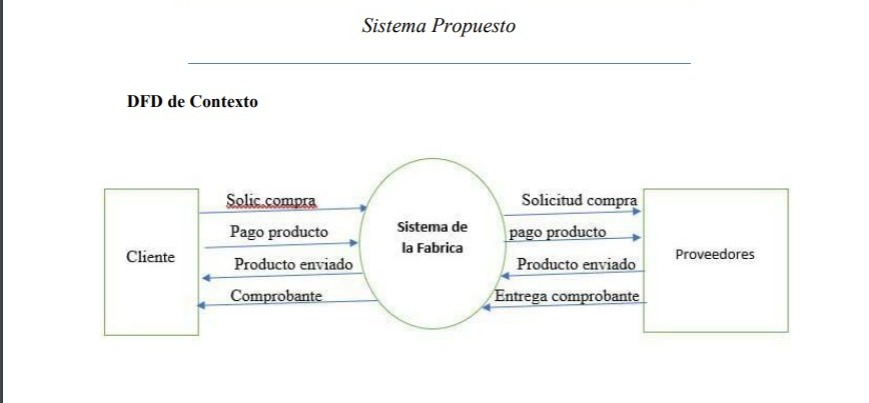 Sistema Propuesto
DFD de Contexto
Solic.compra
Pago producto
Producto enviado
Comprobante
Cliente
Sistema de
la Fabrica
Solicitud compra
pago producto
Producto enviado
Entrega comprobante
Proveedores